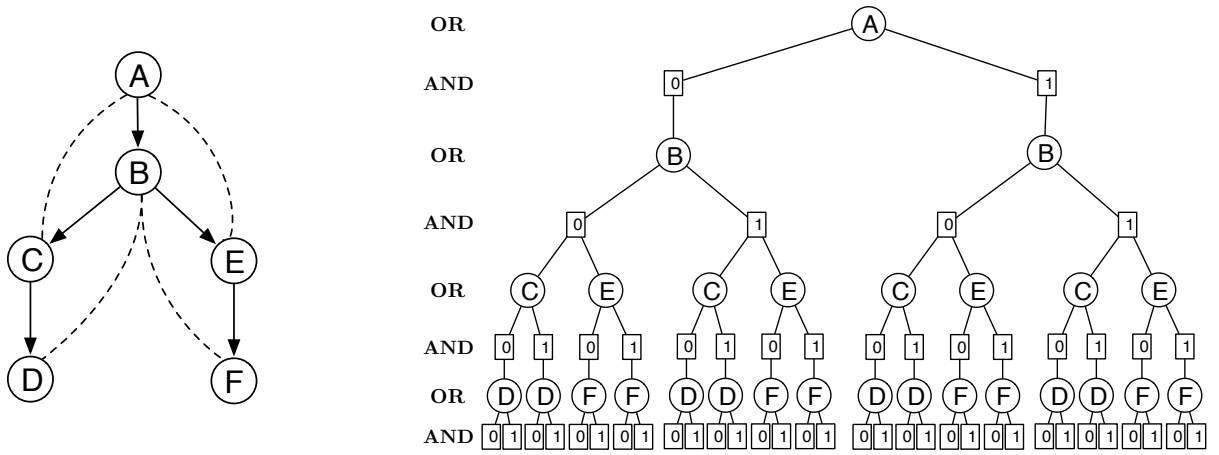 A
B
C E
D F
OR A
AND 0 1
OR B B
AND 0 1 0 1
OR C E C E C E C E
AND 0 1 0 1 0 1 0 1 0 1 0 1 0 1 0 1
OR D D F F D D F F D D F F D D F F
AND 0 1 0 1 0 1 0 1 0 1 0 1 0 1 0 1 0 1 0 1 0 1 0 1 0 1 0 1 0 1 0 1